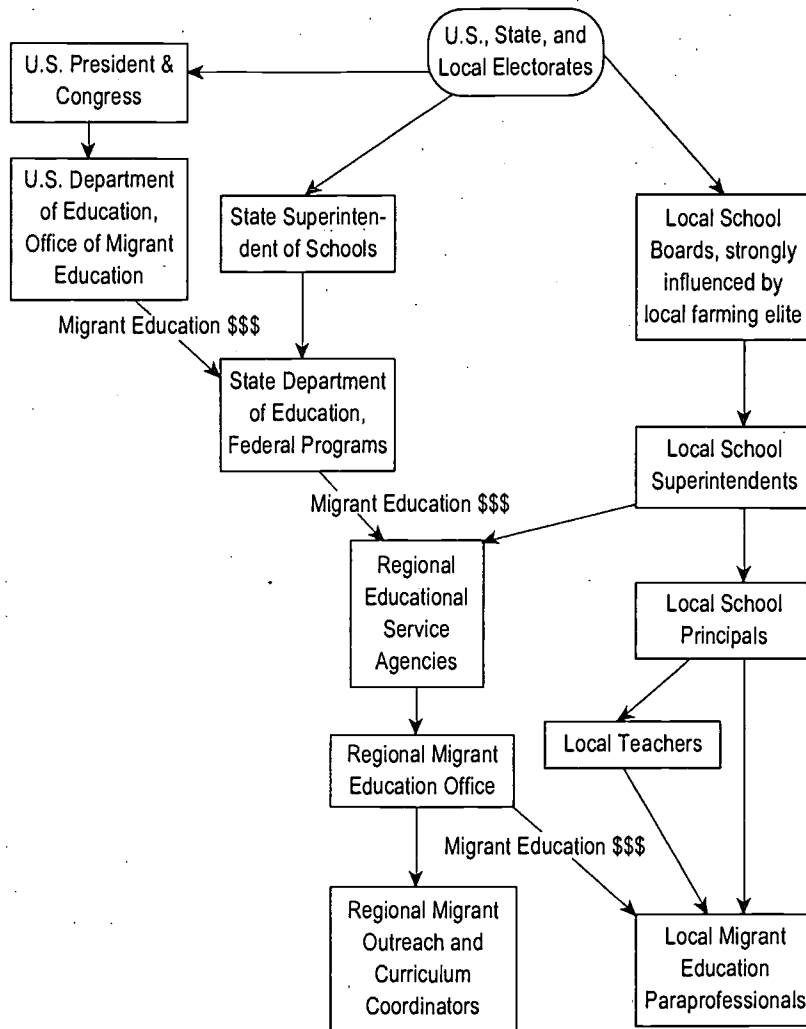 U.S., State, and
Local Electorates
U.S. President &
Congress
U.S. Department
of Education,
Office of Migrant
Education
State Superinten-
dent of Schools
Local School
Boards, strongly
influenced by
local farming elite
Migrant Education $$$
State Department
of Education,
Federal Programs
Local School
Superintendents
Migrant Education $$$
Regional
Educational
Service
Agencies
Local School
Principals
Local Teachers
Regional Migrant
Education Office
Migrant Education $$$
Regional Migrant
Outreach and
Curriculum
Coordinators
Local Migrant
Education
Paraprofessionals